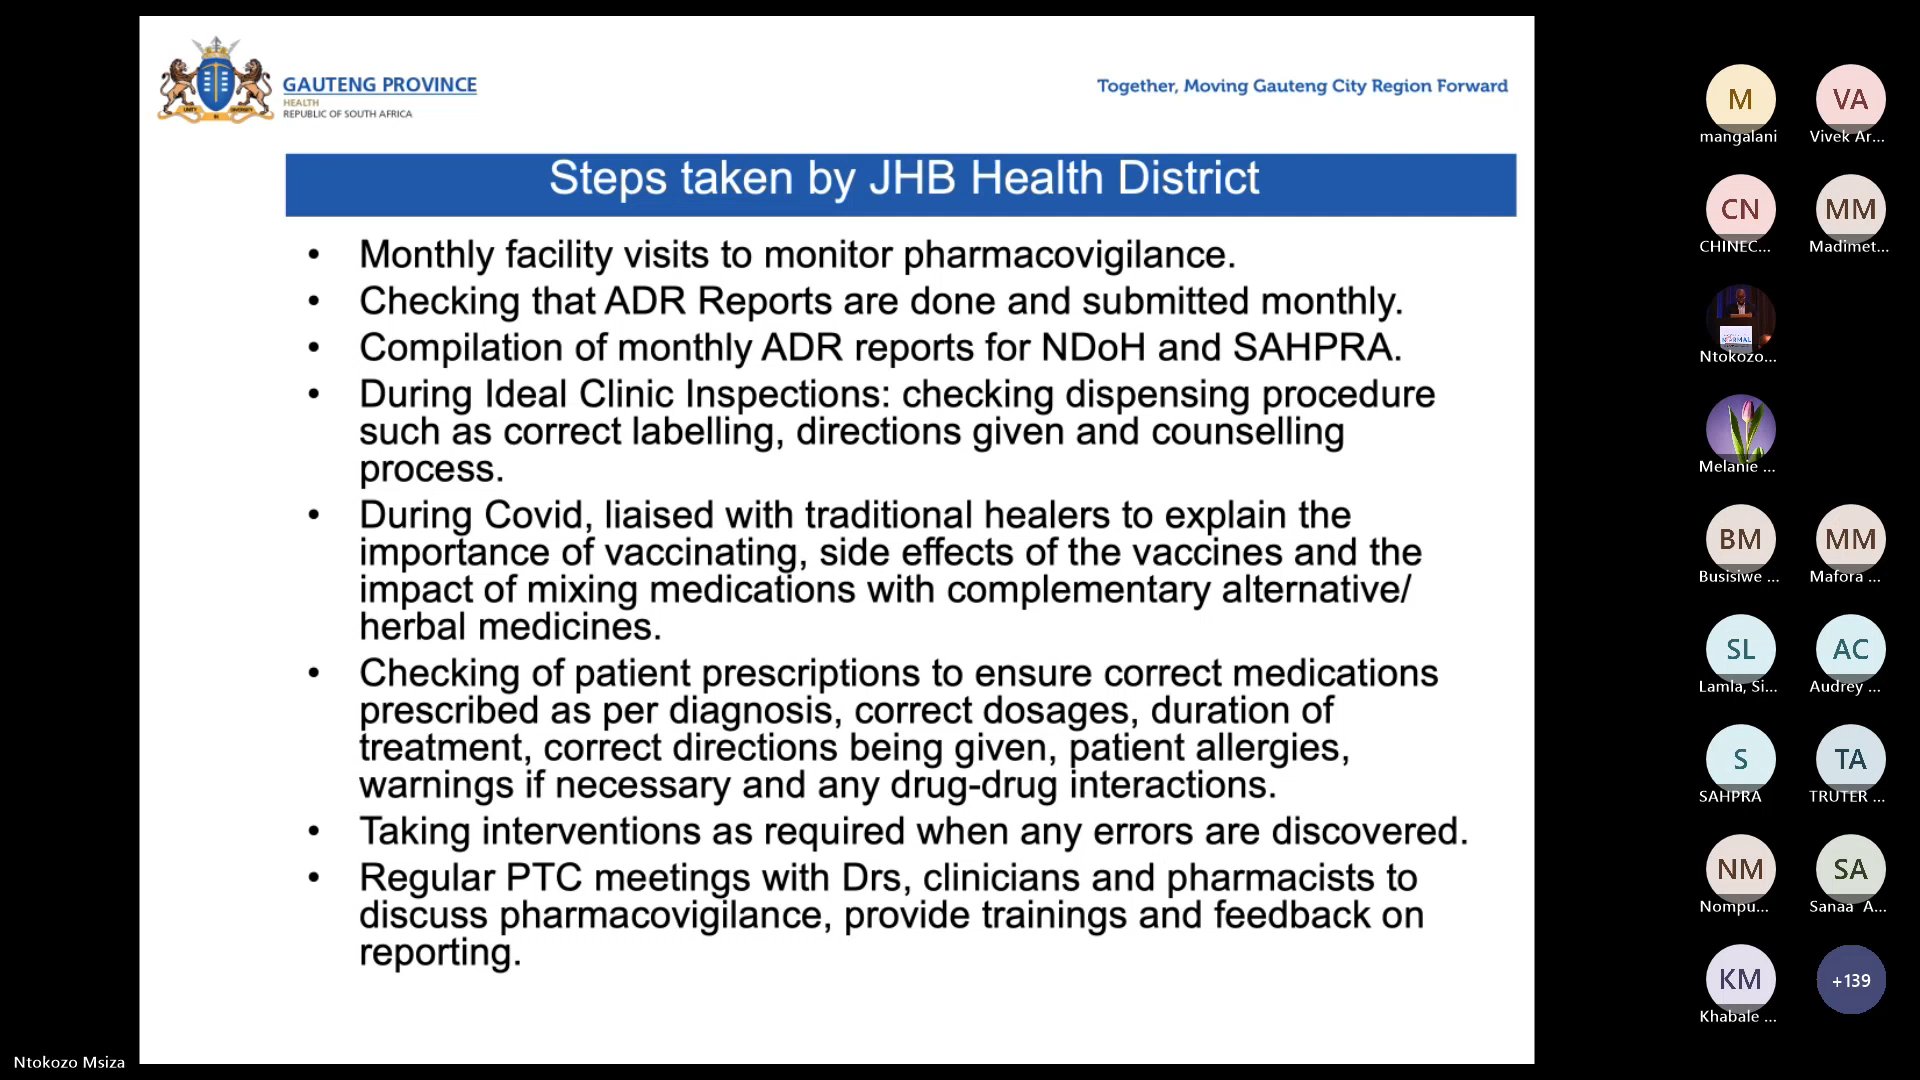 GAUTENG PROVINCE
HEALTH
REPUBLIC OF SOUTH AFRICA
Together, Moving Gauteng City Region Forward
Steps taken by JHB Health District
• Monthly facility visits to monitor pharmacovigilance.
• Checking that ADR Reports are done and submitted monthly.
• Compilation of monthly ADR reports for NDoH and SAHPRA.
• During Ideal Clinic Inspections: checking dispensing procedure
such as correct labelling, directions given and counselling
process.
• During Covid, liaised with traditional healers to explain the
importance of vaccinating, side effects of the vaccines and the
impact of mixing medications with complementary alternative/
herbal medicines.
• Checking of patient prescriptions to ensure correct medications
prescribed as per diagnosis, correct dosages, duration of
treatment, correct directions being given, patient allergies,
warnings if necessary and any drug-drug interactions.
• Taking interventions as required when any errors are discovered.
• Regular PTC meetings with Drs, clinicians and pharmacists to
discuss pharmacovigilance, provide trainings and feedback on
reporting.
M
mangalani
VA
Vivek Ar...
CN
CHINEC...
MM
Madimet...
Ntokozo...
Melanie ...
BM
Busisiwe ...
MM
Mafora ...
SL
Lamla, Si...
AC
Audrey ...
S
SAHPRA
TA
TRUTER ...
NM
Nompu...
SA
Sanaa A...
KM
Khabale ...
+139
Ntokozo Msiza